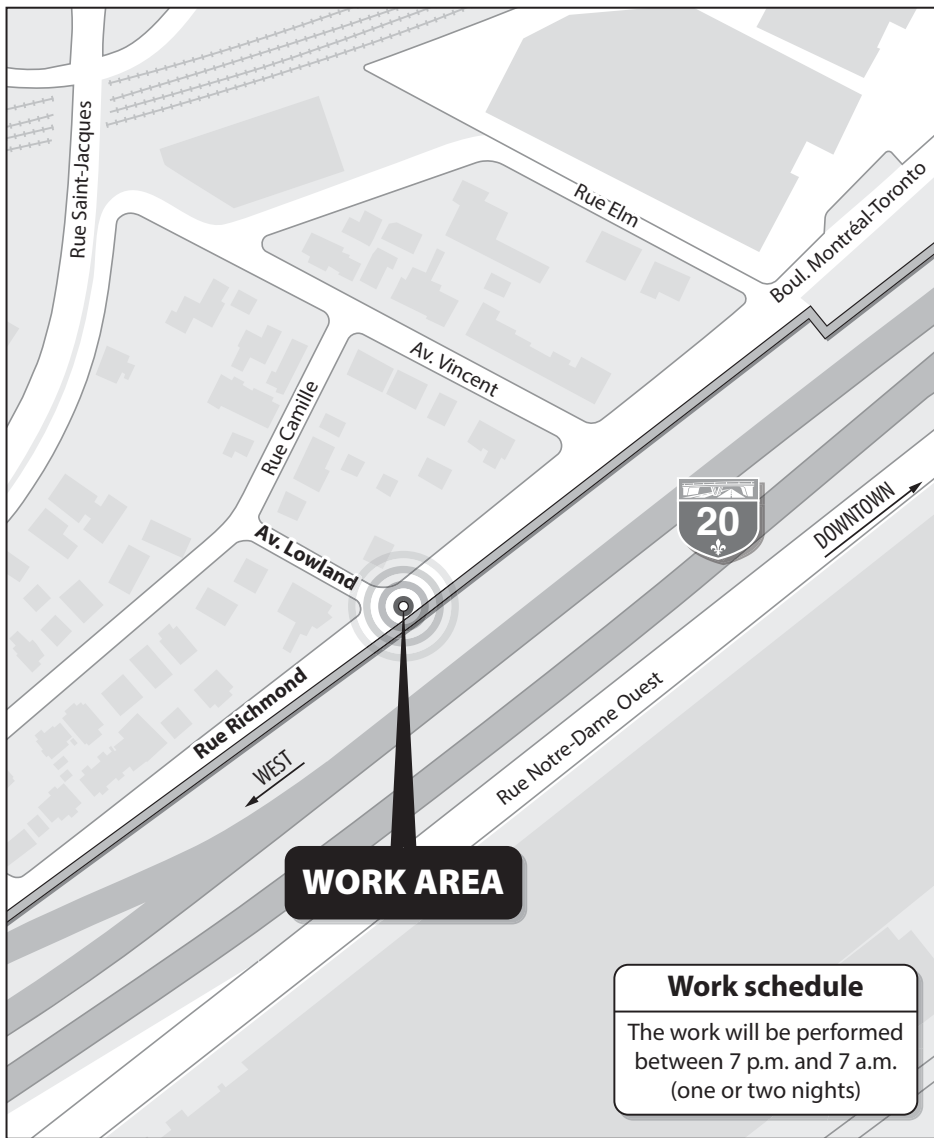 Rue Saint-Jacques
Rue Elm
Boul. Montréal-Toronto
Av. Vincent
Rue Camille
Av. Lowland
20
DOWNTOWN
Rue Richmond
Rue Notre-Dame Ouest
WEST
WORK AREA
Work schedule
The work will be performed
between 7 p.m. and 7 a.m.
(one or two nights)